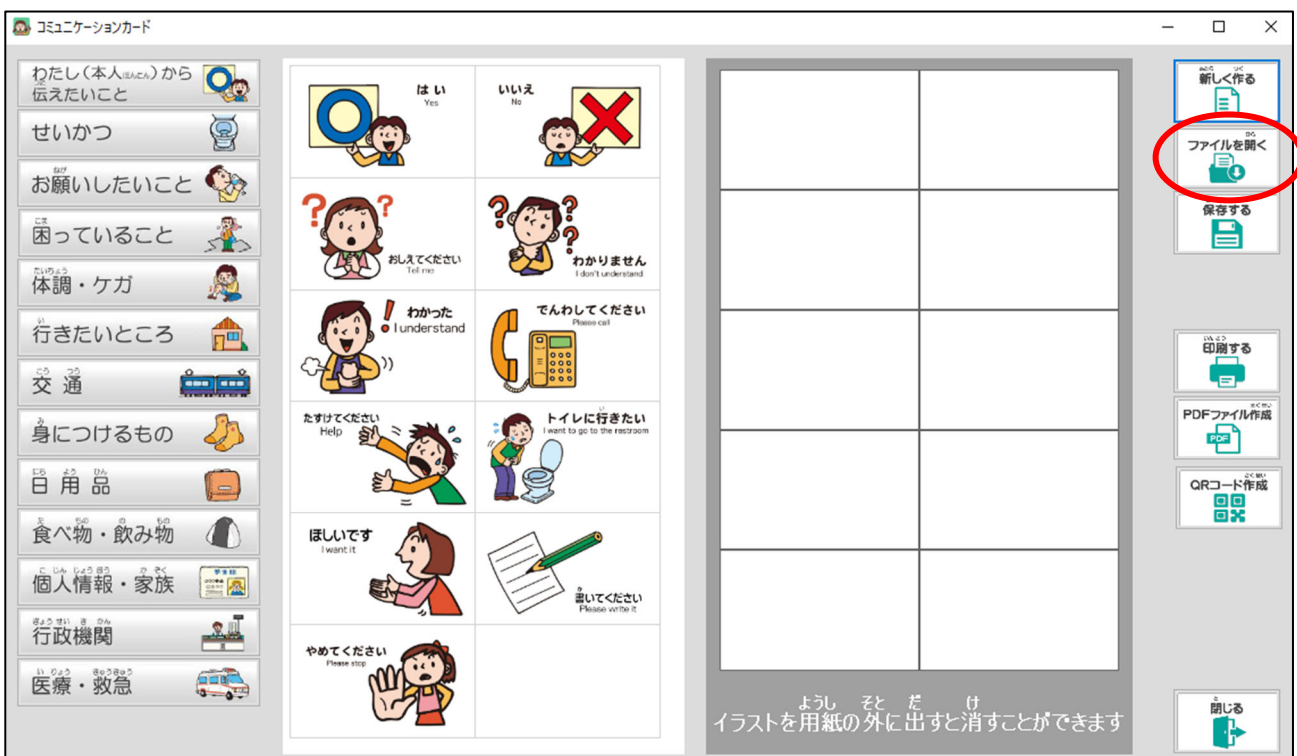 コミュニケーションカード
わたし(本人ほんにん)から
伝えたいこと
せいかつ
お願いしたいこと
困っていること
体調・ケガ
行きたいところ
交通
身につけるもの
日用品
食べ物・飲み物
個人情報・家族
行政機関
医療・救急
はい
Yes
いいえ
No
おしえてください
Tell me
わかりません
I don't understand
わかった
I understand
でんわしてください
Please call
たすけてください
Help
トイレに行きたい
I want to go to the restroom
ほしいです
I want it
書いてください
Please write it
やめてください
Please stop
イラストを用紙の外に出すと消すことができます
新しく作る
ファイルを開く
保存する
印刷する
PDFファイル作成
PDF
QRコード作成
閉じる